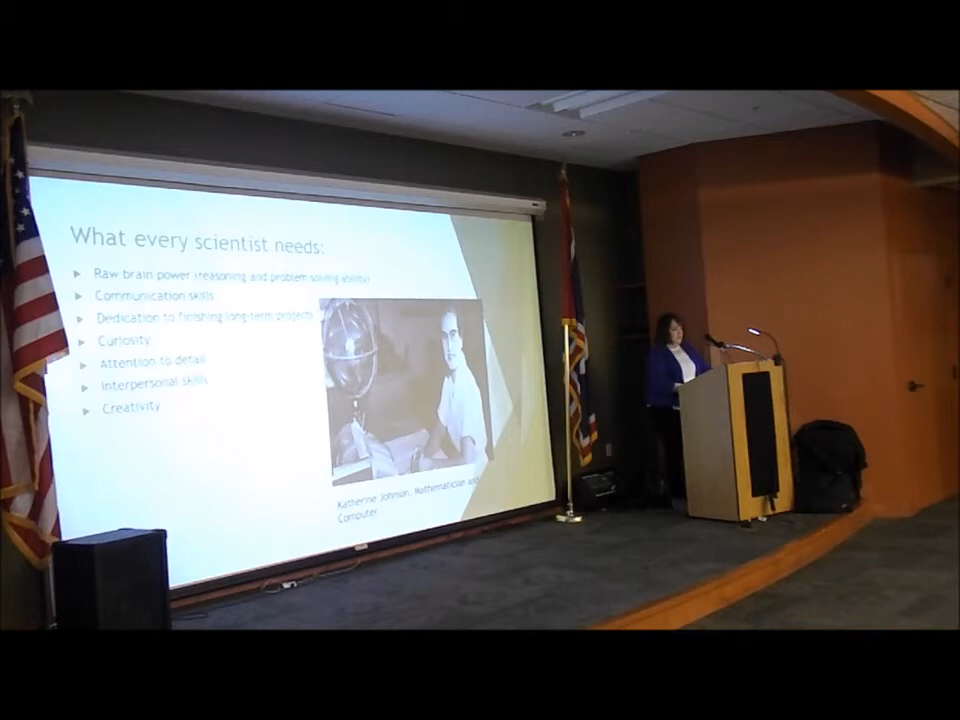 What every scientist needs:
Raw brain power (reasoning and problem solving ability)
Communication skills
Dedication to finishing long-term projects
Curiosity
Attention to detail
Interpersonal skills
Creativity
Katherine Johnson, Mathematician and
Computer